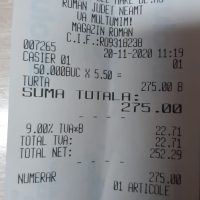 ROMAN JUDET NEAMT
VA MULTUMIM!
MAGAZIN ROMAN
C.I.F.:RO931823B
007265 20-11-2020 11:19
CASIER 01 01
50.000BUC X 5.50 =
TURTA 275.00 B
SUMA TOTALA:
275.00
9.00% TVA*B 22.71
TOTAL TVA: 22.71
TOTAL NET: 252.29
NUMERAR 275.00
01 ARTICOLE